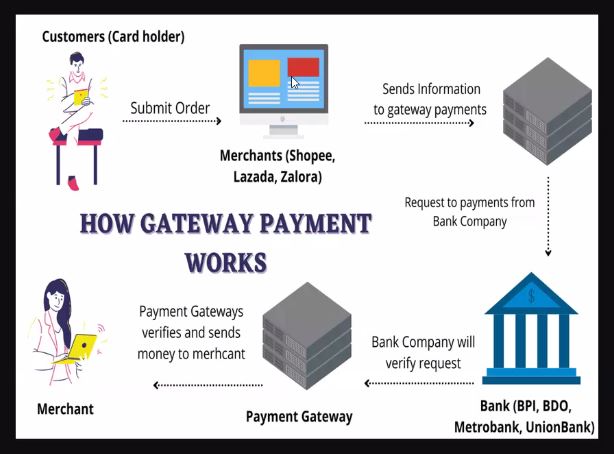 Customers (Card holder)
Submit Order
Merchants (Shopee,
Lazada, Zalora)
Sends Information
to gateway payments
Request to payments from
Bank Company
HOW GATEWAY PAYMENT
WORKS
$
Bank (BPI, BDO,
Metrobank, UnionBank)
Bank Company will
verify request
Payment Gateway
Payment Gateways
verifies and sends
money to merhcant
Merchant